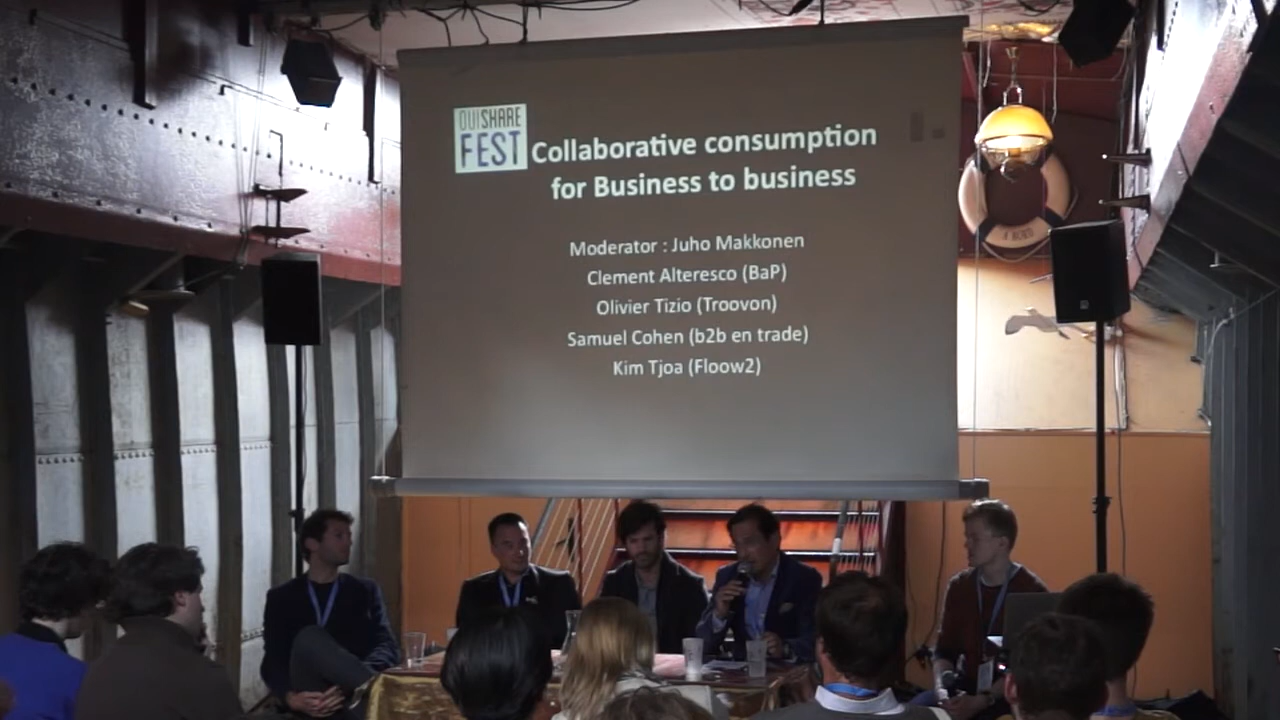 OUISHARE
FEST
Collaborative consumption
for Business to business
Moderator : Juho Makkonen
Clement Alteresco (BaP)
Olivier Tizio (Troovon)
Samuel Cohen (b2b en trade)
Kim Tjoa (Floow2)